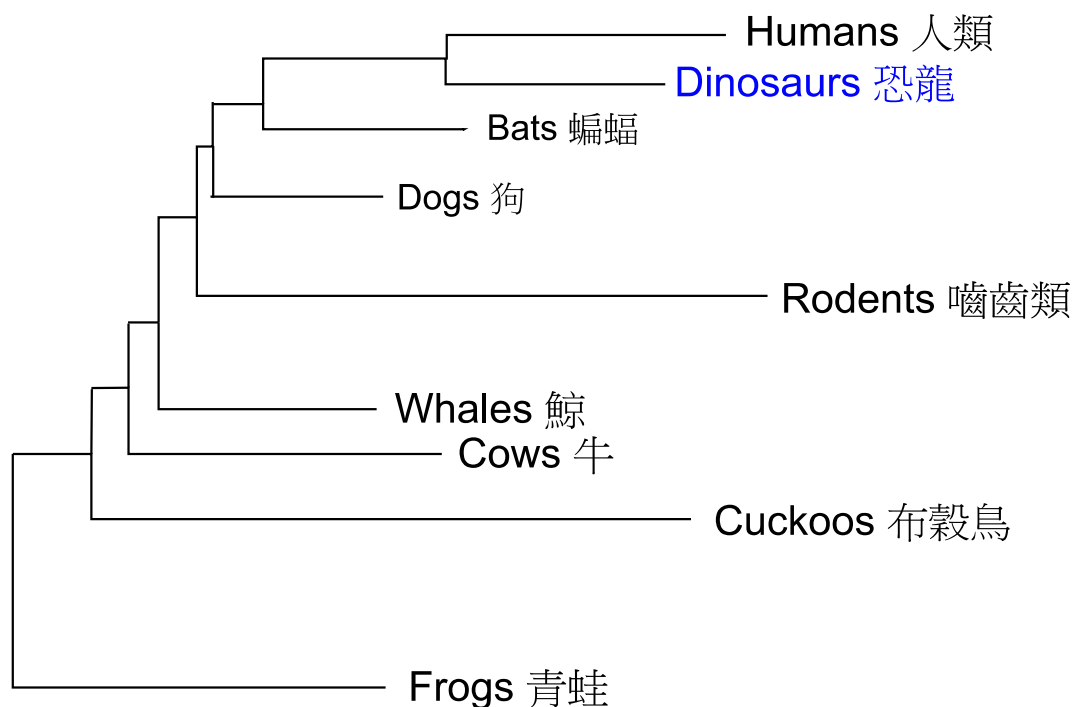 Humans 人類
Dinosaurs 恐龍
Bats 蝙蝠
Dogs 狗
Rodents 嚙齒類
Whales 鯨
Cows 牛
Cuckoos 布穀鳥
Frogs 青蛙